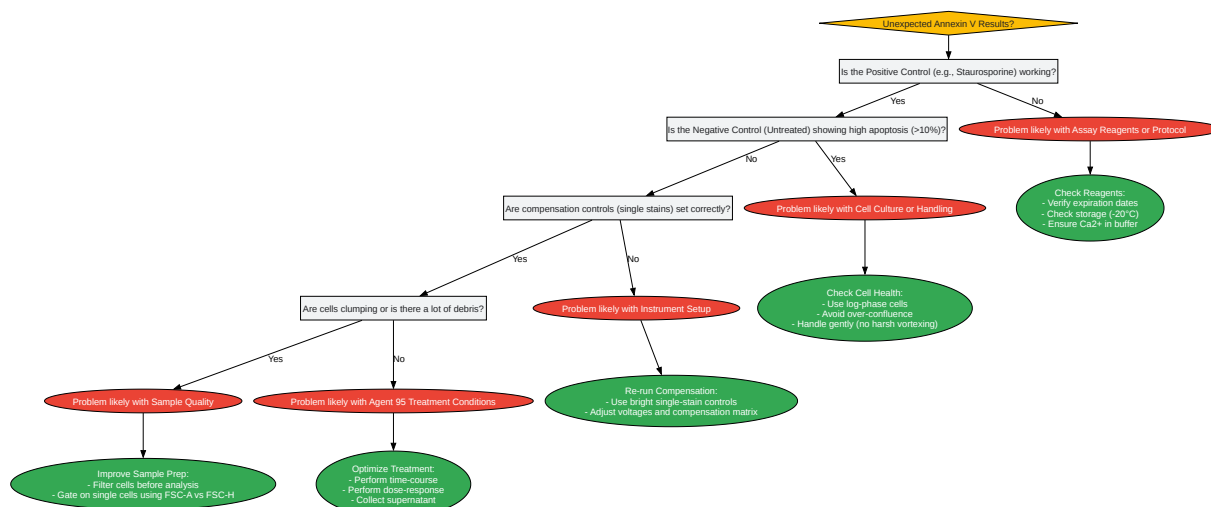 Unexpected Annexin V Results?
Is the Positive Control (e.g., Staurosporine) working?
Yes
No
Is the Negative Control (Untreated) showing high apoptosis (>10%)?
Problem likely with Assay Reagents or Protocol
No
Yes
Check Reagents:
- Verify expiration dates
- Check storage (-20°C)
- Ensure Ca2+ in buffer
Are compensation controls (single stains) set correctly?
Problem likely with Cell Culture or Handling
Yes
No
Check Cell Health:
- Use log-phase cells
- Avoid over-confluence
- Handle gently (no harsh vortexing)
Are cells clumping or is there a lot of debris?
Problem likely with Instrument Setup
Yes
No
Re-run Compensation:
- Use bright single-stain controls
- Adjust voltages and compensation matrix
Problem likely with Sample Quality
Problem likely with Agent 95 Treatment Conditions
Improve Sample Prep:
- Filter cells before analysis
- Gate on single cells using FSC-A vs FSC-H
Optimize Treatment:
- Perform time-course
- Perform dose-response
- Collect supernatant